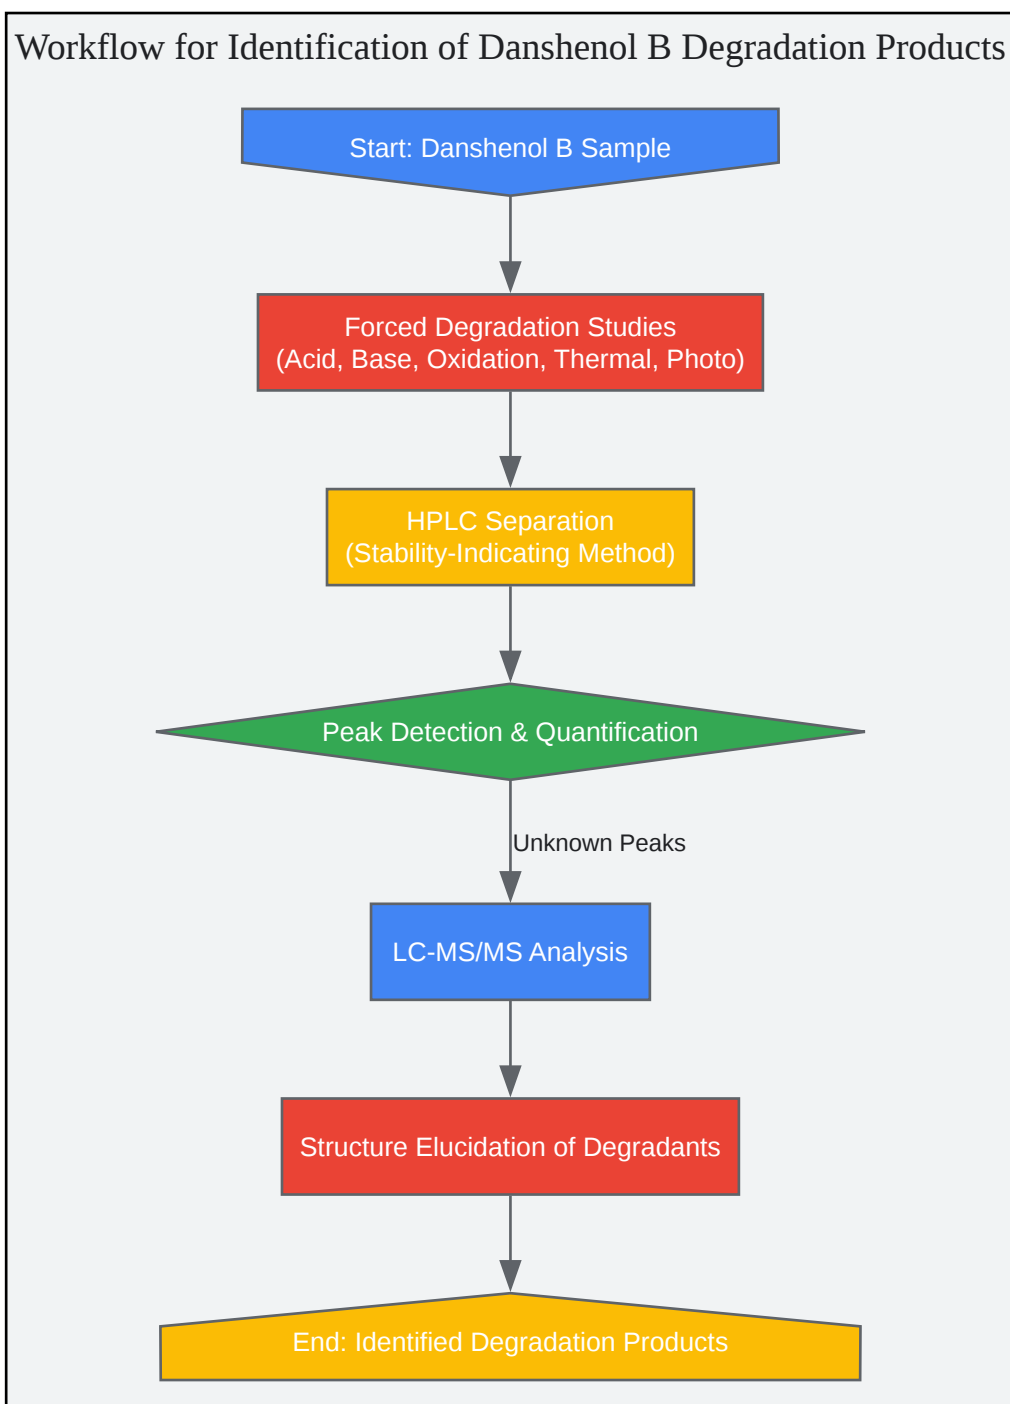 Workflow for Identification of Danshenol B Degradation Products
Start: Danshenol B Sample
Forced Degradation Studies
(Acid, Base, Oxidation, Thermal, Photo)
HPLC Separation
(Stability-Indicating Method)
Peak Detection & Quantification
Unknown Peaks
LC-MS/MS Analysis
Structure Elucidation of Degradants
End: Identified Degradation Products